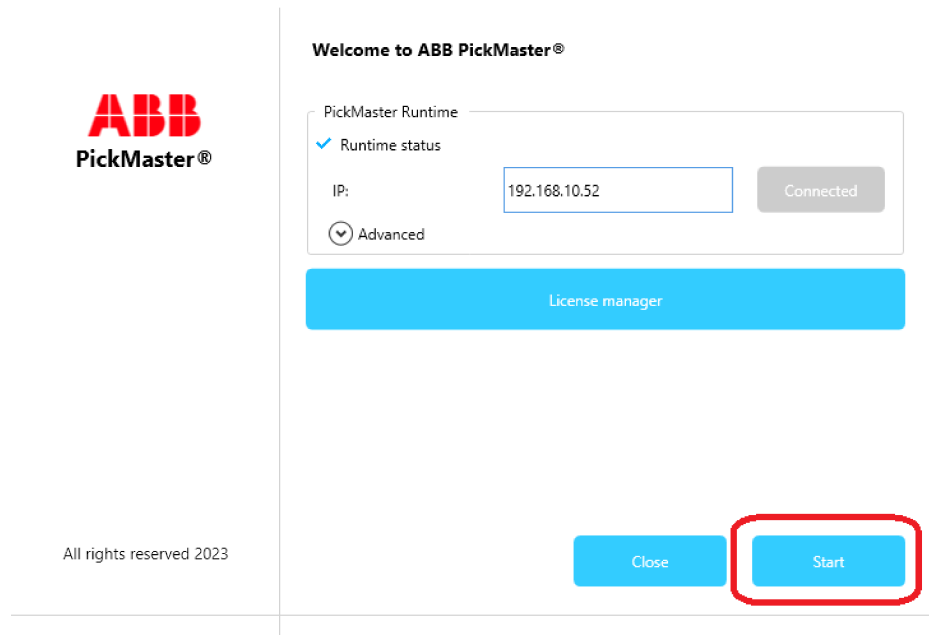 Welcome to ABB PickMaster®
ABB
PickMaster®
PickMaster Runtime
Runtime status
IP:
192.168.10.52
Connected
Advanced
License manager
All rights reserved 2023
Close
Start